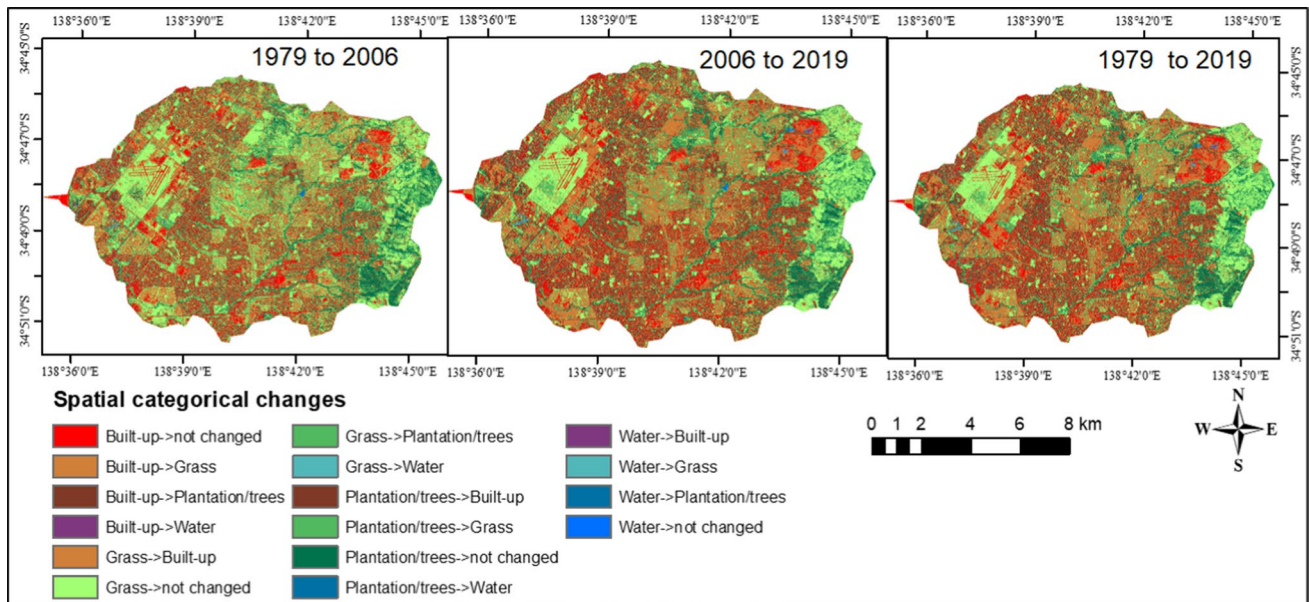 138°36'0"E 138°39'0"E 138°42'0"E 138°45'0"E 138°36'0"E 138°39'0"E 138°42'0"E 138°45'0"E 138°36'0"E 138°39'0"E 138°42'0"E 138°45'0"E
1979 to 2006
2006 to 2019
1979 to 2019
34°45'0"S
34°47'0"S
34°49'0"S
34°51'0"S
34°45'0"S
34°47'0"S
34°49'0"S
34°51'0"S
138°36'0"E 138°39'0"E 138°42'0"E 138°45'0"E 138°36'0"E 138°39'0"E 138°42'0"E 138°45'0"E 138°36'0"E 138°39'0"E 138°42'0"E 138°45'0"E
Spatial categorical changes
Built-up->not changed
Built-up->Grass
Built-up->Plantation/trees
Built-up->Water
Grass->Built-up
Grass->not changed
Grass->Plantation/trees
Grass->Water
Plantation/trees->Built-up
Plantation/trees->Grass
Plantation/trees->not changed
Plantation/trees->Water
Water->Built-up
Water->Grass
Water->Plantation/trees
Water->not changed
0 1 2 4 6 8 km
N
W E
S